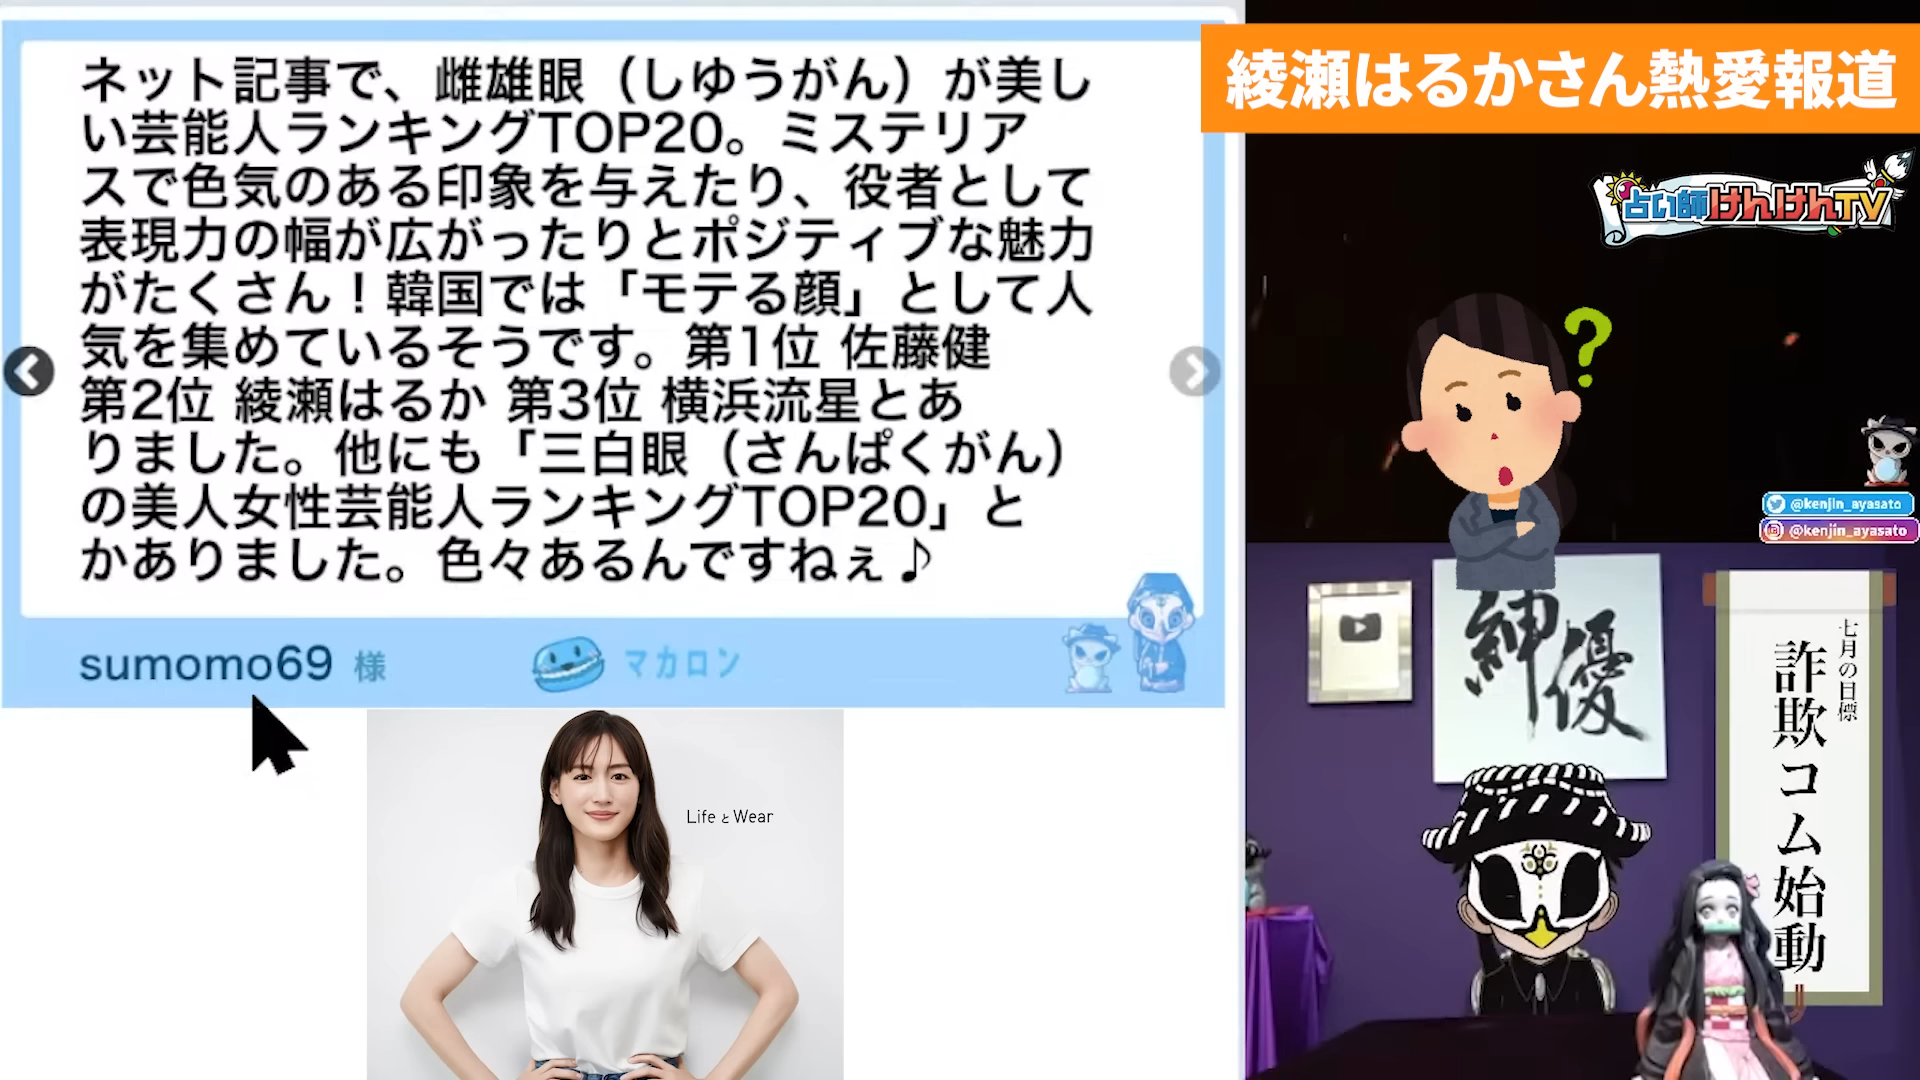 ネット記事で、雌雄眼（しゆうがん）が美し
い芸能人ランキングTOP20。ミステリア
スで色気のある印象を与えたり、役者として
表現力の幅が広がったりとポジティブな魅力
がたくさん！韓国では「モテる顔」として人
気を集めているそうです。第1位 佐藤健
第2位 綾瀬はるか 第3位 横浜流星とあ
りました。他にも「三白眼（さんぱくがん）
の美人女性芸能人ランキングTOP20」と
かありました。色々あるんですねぇ♪
sumomo69 様
マカロン
Life と Wear
綾瀬はるかさん熱愛報道
占い師けんけんTV
?
@kenjin_ayasato
@kenjin_ayasato
紳優
七月の目標
詐欺コム始動